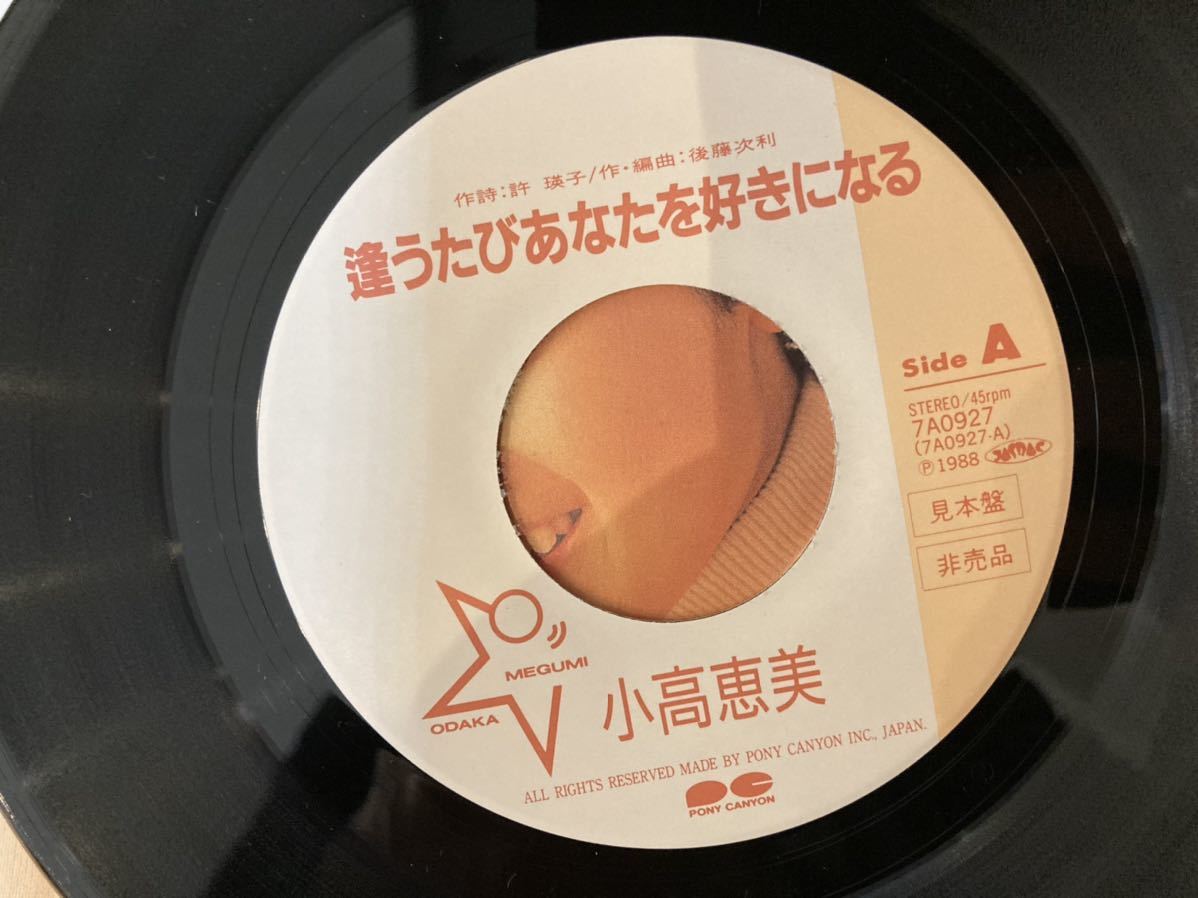 作詩:許 瑛子/作・編曲:後藤次利
逢うたびあなたを好きになる
Side A
STEREO/45rpm
7A0927
(7A0927-A)
Ⓟ1988
見本盤
非売品
MEGUMI
ODAKA
小高恵美
ALL RIGHTS RESERVED MADE BY PONY CANYON INC., JAPAN.
PONY CANYON